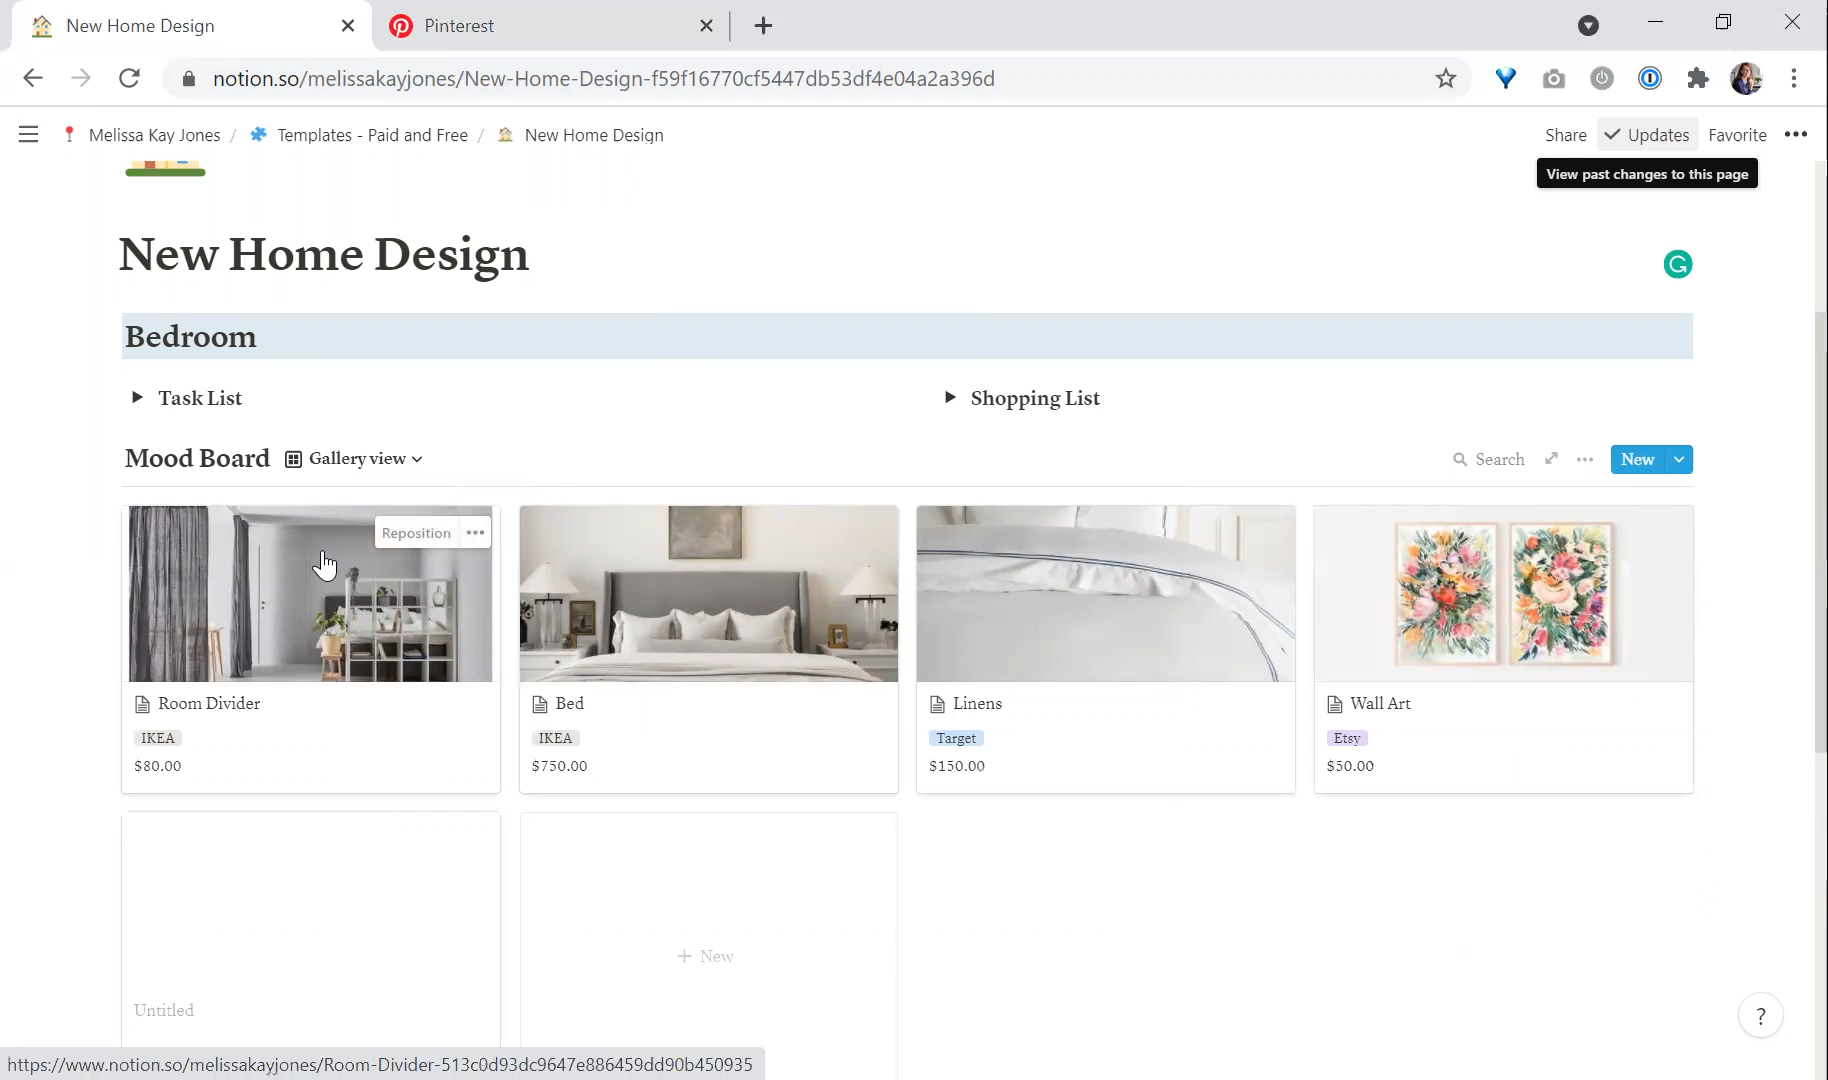 New Home Design
Pinterest
notion.so/melissakayjones/New-Home-Design-f59f16770cf5447db53df4e04a2a396d
Melissa Kay Jones / Templates - Paid and Free / New Home Design
Share Updates Favorite
View past changes to this page
New Home Design
Bedroom
Task List
Shopping List
Mood Board Gallery view
Search New
Reposition
Room Divider
IKEA
$80.00
Bed
IKEA
$750.00
Linens
Target
$150.00
Wall Art
Etsy
$50.00
Untitled
+ New
?
https://www.notion.so/melissakayjones/Room-Divider-513c0d93dc9647e886459dd90b450935